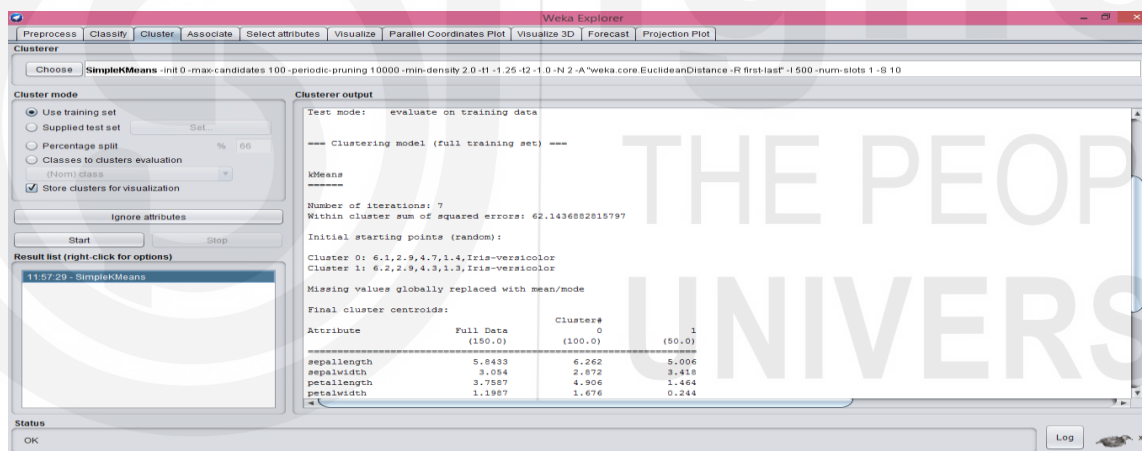 Weka Explorer
Preprocess Classify Cluster Associate Select attributes Visualize Parallel Coordinates Plot Visualize 3D Forecast Projection Plot
Clusterer
Choose SimpleKMeans -init 0 -max-candidates 100 -periodic-pruning 10000 -min-density 2.0 -t1 -1.25 -t2 -1.0 -N 2 -A "weka.core.EuclideanDistance -R first-last" -I 500 -num-slots 1 -S 10
Cluster mode
Use training set
Supplied test set Set...
Percentage split % 66
Classes to clusters evaluation
(Nom) class
Store clusters for visualization
Ignore attributes
Start Stop
Result list (right-click for options)
11:57:29 - SimpleKMeans
Clusterer output
Test mode: evaluate on training data
=== Clustering model (full training set) ===
kMeans
======
Number of iterations: 7
Within cluster sum of squared errors: 62.1436882815797
Initial starting points (random):
Cluster 0: 6.1,2.9,4.7,1.4,Iris-versicolor
Cluster 1: 6.2,2.9,4.3,1.3,Iris-versicolor
Missing values globally replaced with mean/mode
Final cluster centroids:
Cluster#
Attribute Full Data 0 1
(150.0) (100.0) (50.0)
sepallength 5.8433 6.262 5.006
sepalwidth 3.054 2.872 3.418
petallength 3.7587 4.906 1.464
petalwidth 1.1987 1.676 0.244
Status
OK
Log
x
THE PEOP
UNIVERS